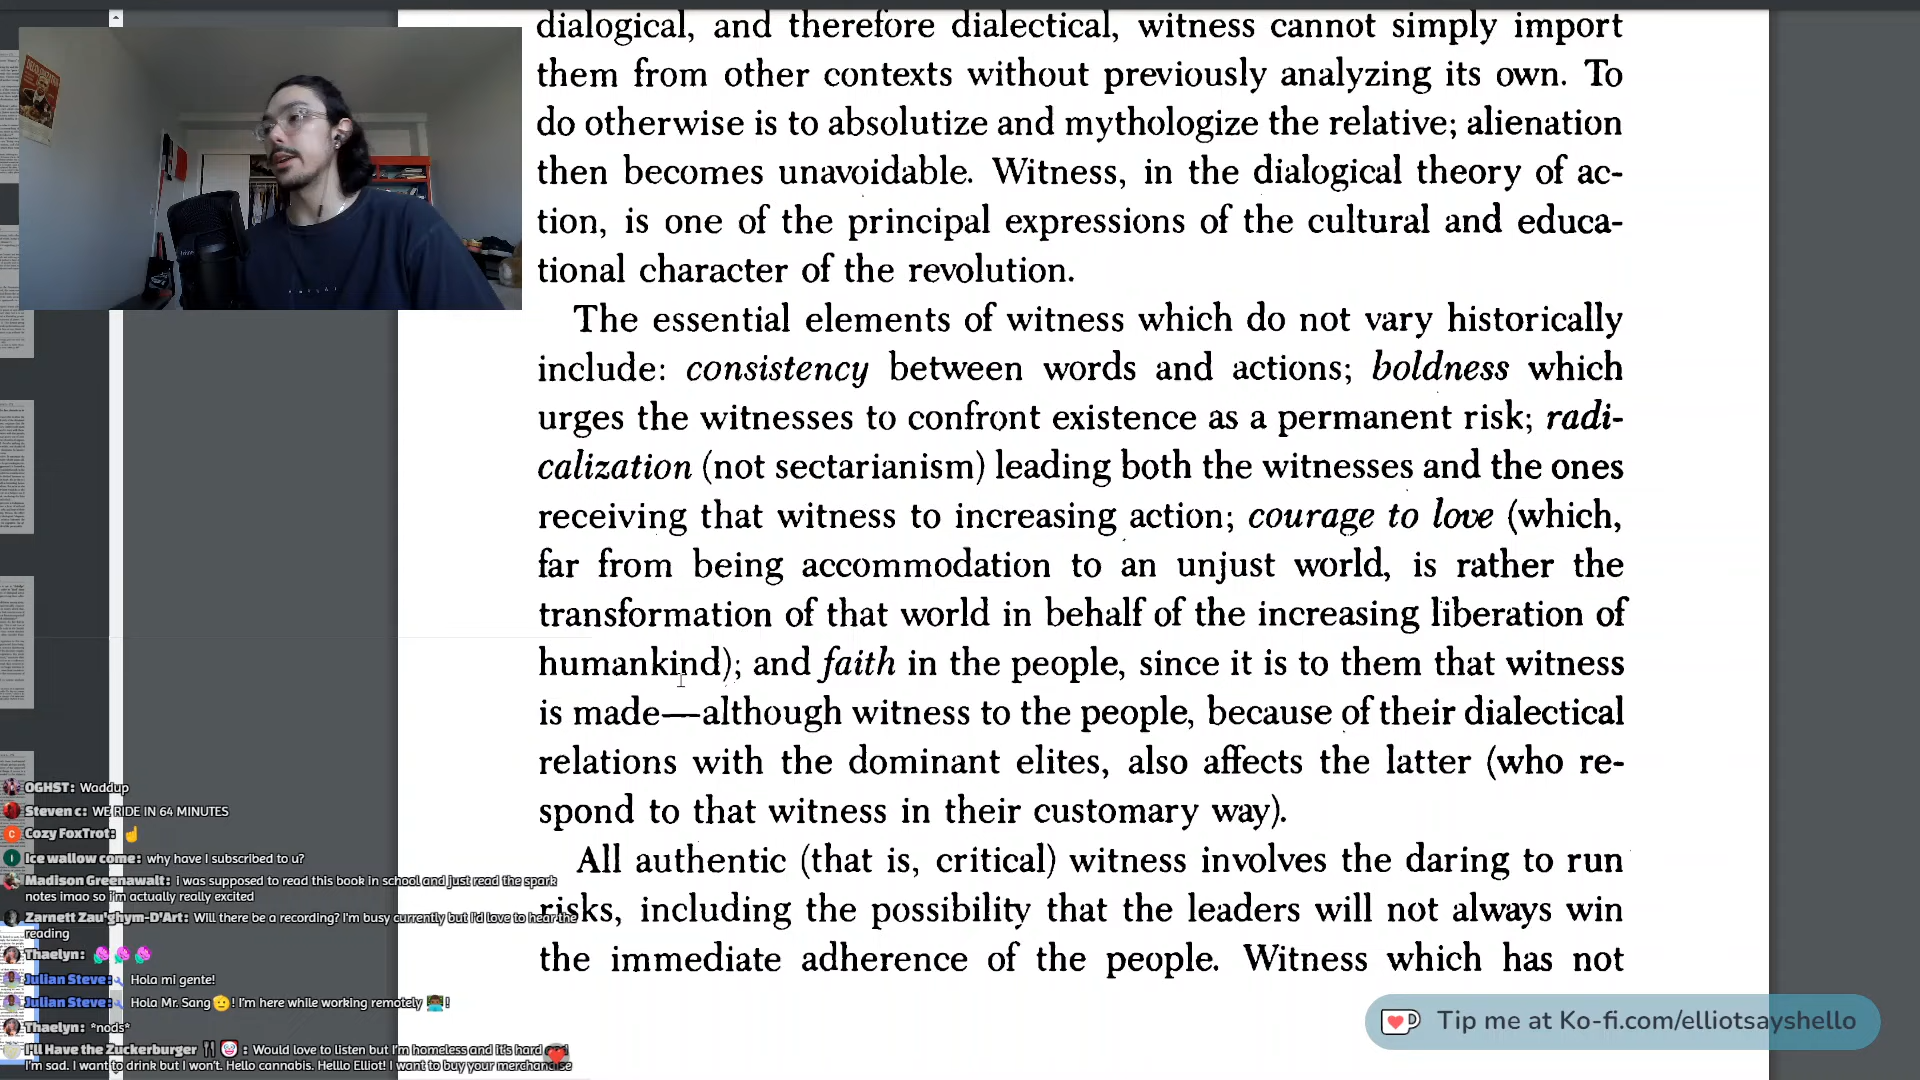 dialogical, and therefore dialectical, witness cannot simply import
them from other contexts without previously analyzing its own. To
do otherwise is to absolutize and mythologize the relative; alienation
then becomes unavoidable. Witness, in the dialogical theory of ac-
tion, is one of the principal expressions of the cultural and educa-
tional character of the revolution.
The essential elements of witness which do not vary historically
include: consistency between words and actions; boldness which
urges the witnesses to confront existence as a permanent risk; radi-
calization (not sectarianism) leading both the witnesses and the ones
receiving that witness to increasing action; courage to love (which,
far from being accommodation to an unjust world, is rather the
transformation of that world in behalf of the increasing liberation of
humankind); and faith in the people, since it is to them that witness
is made—although witness to the people, because of their dialectical
relations with the dominant elites, also affects the latter (who re-
spond to that witness in their customary way).
All authentic (that is, critical) witness involves the daring to run
risks, including the possibility that the leaders will not always win
the immediate adherence of the people. Witness which has not
OGHST: Waddup
Steven c: WE RIDE IN 64 MINUTES
Cozy FoxTrot: ☝
Ice wallow come: why have I subscribed to u?
Madison Greenawalt: i was supposed to read this book in school and just read the spark
notes lmao so i'm actually really excited
Zarnett Zau'ghym-D'Art: Will there be a recording? I'm busy currently but I'd love to hear the
reading
Thaelyn:
Julian Steve: Hola mi gente!
Julian Steve: Hola Mr. Sang🫡! I'm here while working remotely 👨🏾‍💻!
Thaelyn: *nods*
I'll Have the Zuckerburger 🍴🤡: Would love to listen but I'm homeless and it's hard
I'm sad. I want to drink but I won't. Hello cannabis. Helllo Elliot! I want to buy your merchandise
Tip me at Ko-fi.com/elliotsayshello